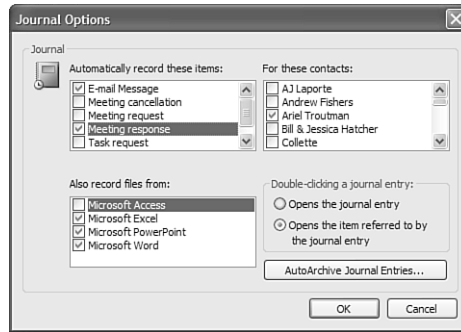 Journal Options
Journal
Automatically record these items:
E-mail Message
Meeting cancellation
Meeting request
Meeting response
Task request
For these contacts:
AJ Laporte
Andrew Fishers
Ariel Troutman
Bill & Jessica Hatcher
Collette
Also record files from:
Microsoft Access
Microsoft Excel
Microsoft PowerPoint
Microsoft Word
Double-clicking a journal entry:
Opens the journal entry
Opens the item referred to by
the journal entry
AutoArchive Journal Entries...
OK
Cancel